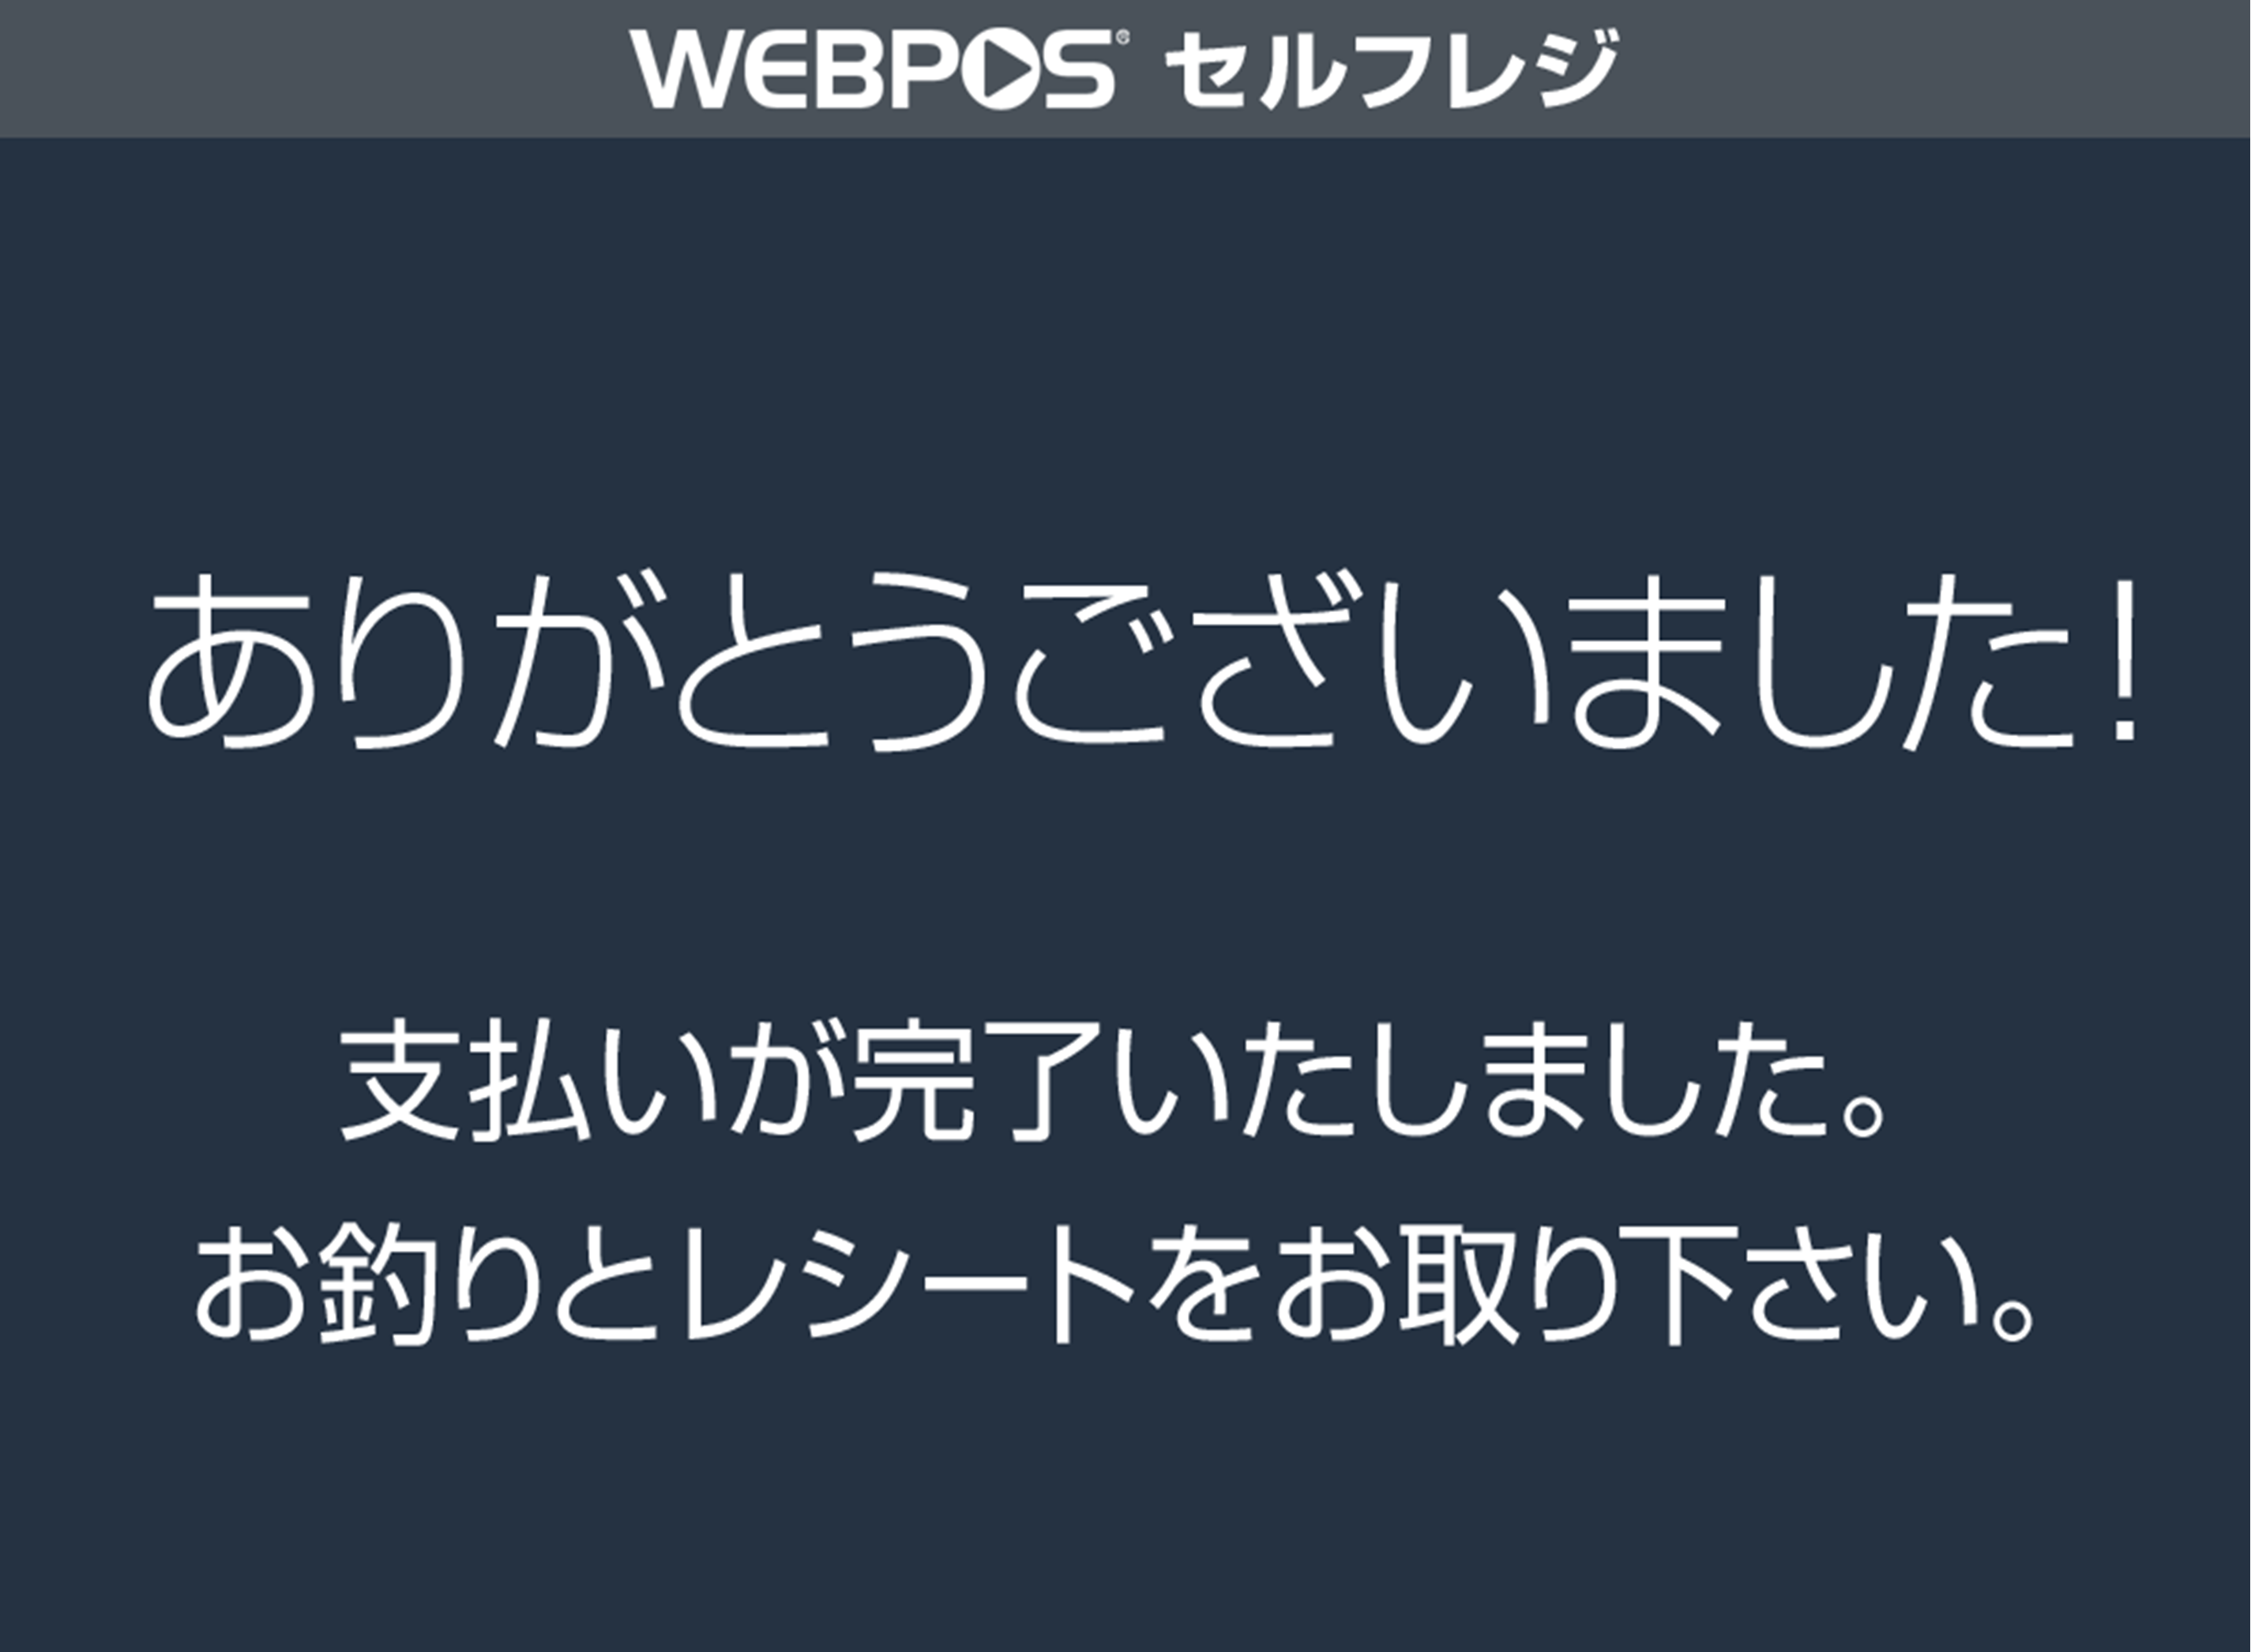 WEBPOS® セルフレジ
ありがとうございました!
支払いが完了いたしました。
お釣りとレシートをお取り下さい。